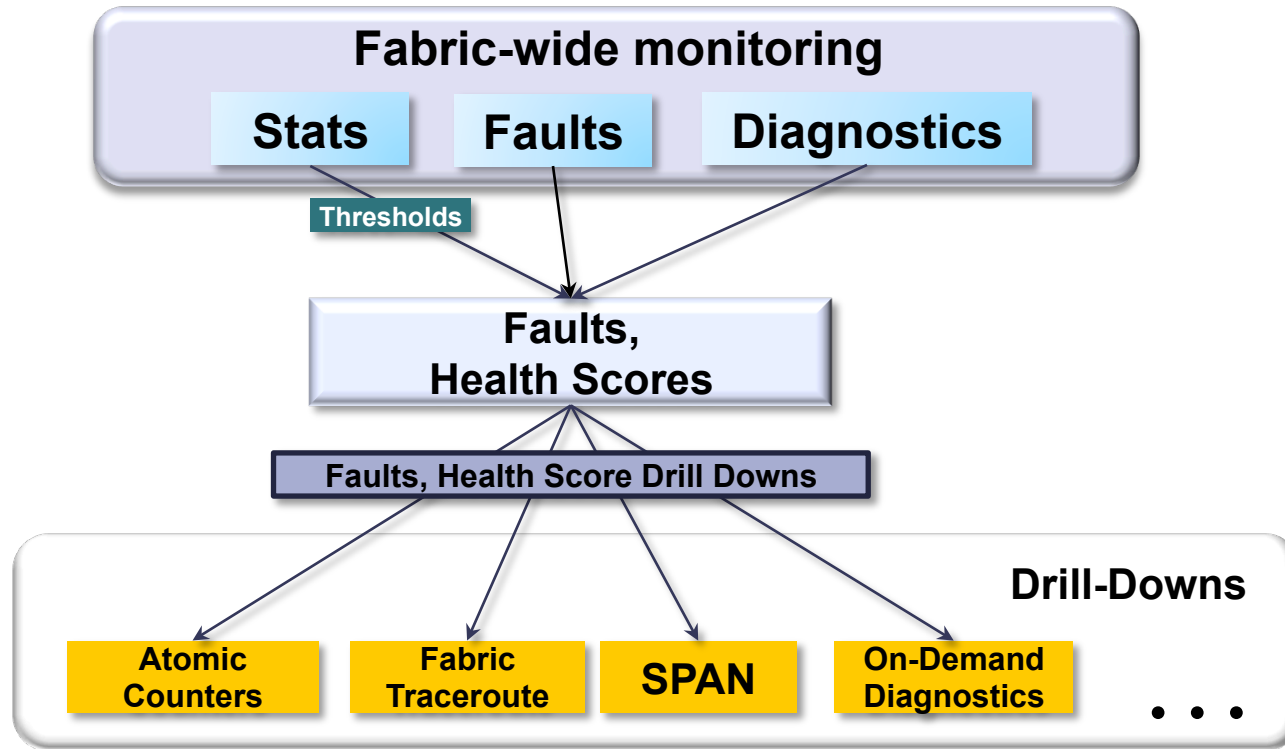 Fabric-wide monitoring
Stats
Faults
Diagnostics
Thresholds
Faults,
Health Scores
Faults, Health Score Drill Downs
Drill-Downs
Atomic
Counters
Fabric
Traceroute
SPAN
On-Demand
Diagnostics
. . .